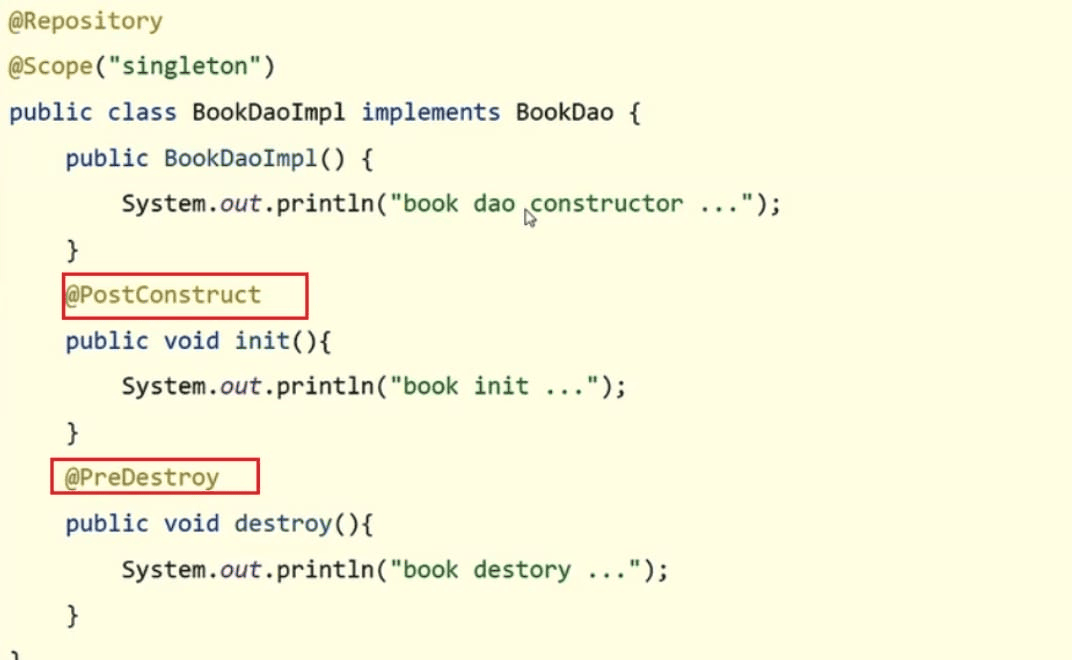 @Repository
@Scope("singleton")
public class BookDaoImpl implements BookDao {
    public BookDaoImpl() {
        System.out.println("book dao constructor ...");
    }
    @PostConstruct
    public void init(){
        System.out.println("book init ...");
    }
    @PreDestroy
    public void destroy(){
        System.out.println("book destory ...");
    }
}